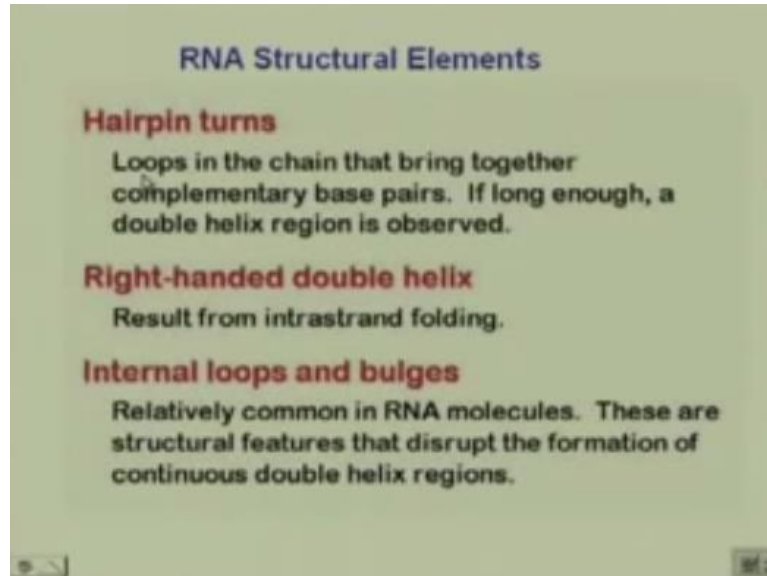 RNA Structural Elements
Hairpin turns
Loops in the chain that bring together
complementary base pairs. If long enough, a
double helix region is observed.
Right-handed double helix
Result from intrastrand folding.
Internal loops and bulges
Relatively common in RNA molecules. These are
structural features that disrupt the formation of
continuous double helix regions.